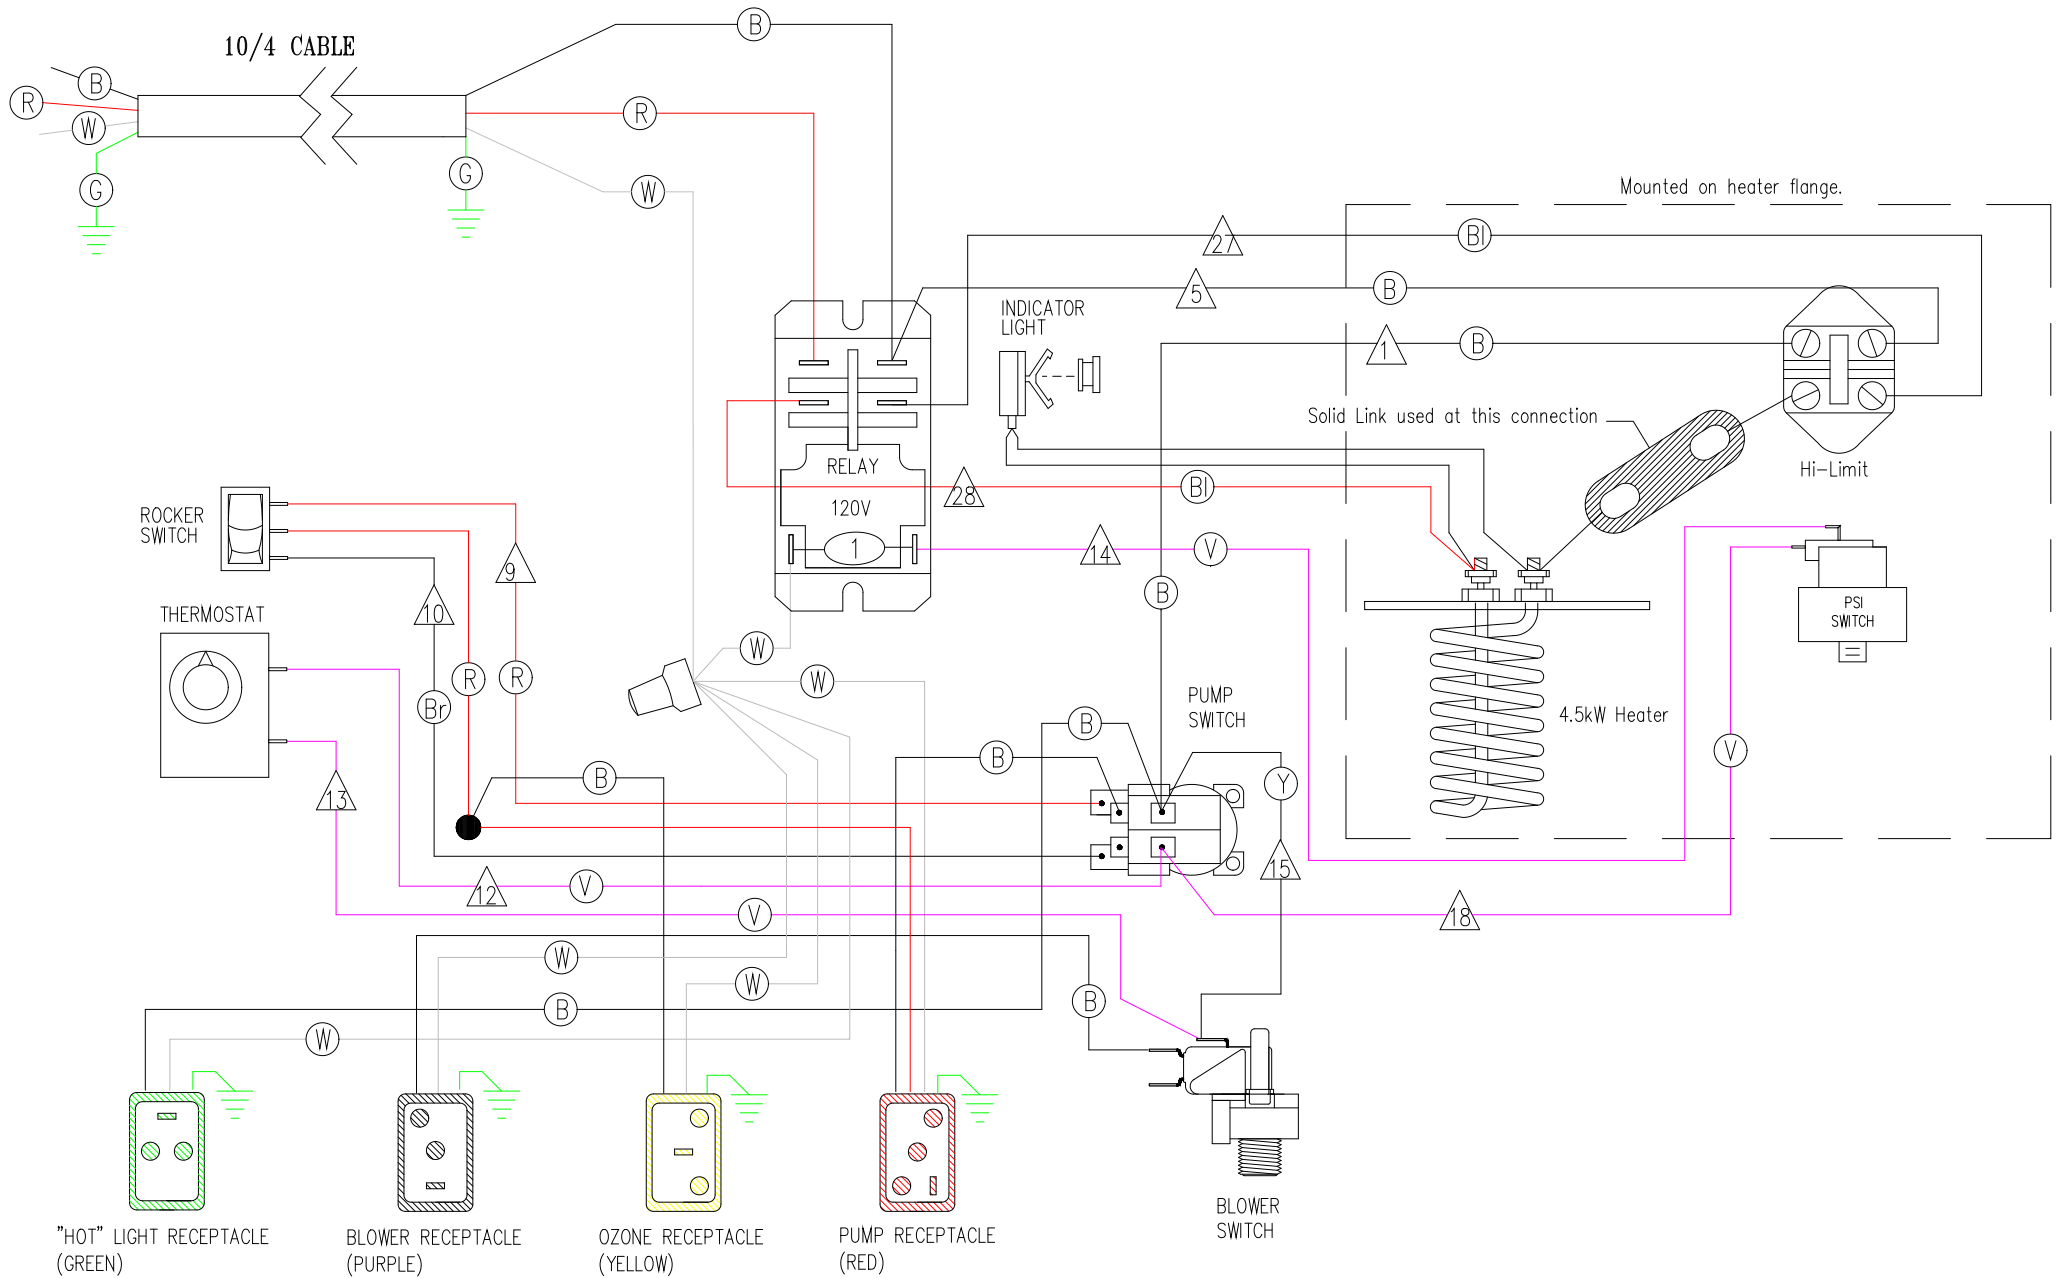 B
10/4 CABLE
B
R
R
W
G
G
W
Mounted on heater flange.
27
Bl
5
B
INDICATOR
LIGHT
1
B
Solid Link used at this connection
Hi-Limit
RELAY
120V
1
28
Bl
ROCKER
SWITCH
14
V
9
10
B
PSI
SWITCH
THERMOSTAT
W
R
R
W
Br
PUMP
SWITCH
4.5kW Heater
B
B
V
B
Y
13
15
12
V
V
18
W
W
B
B
W
"HOT" LIGHT RECEPTACLE
(GREEN)
BLOWER RECEPTACLE
(PURPLE)
OZONE RECEPTACLE
(YELLOW)
PUMP RECEPTACLE
(RED)
BLOWER
SWITCH